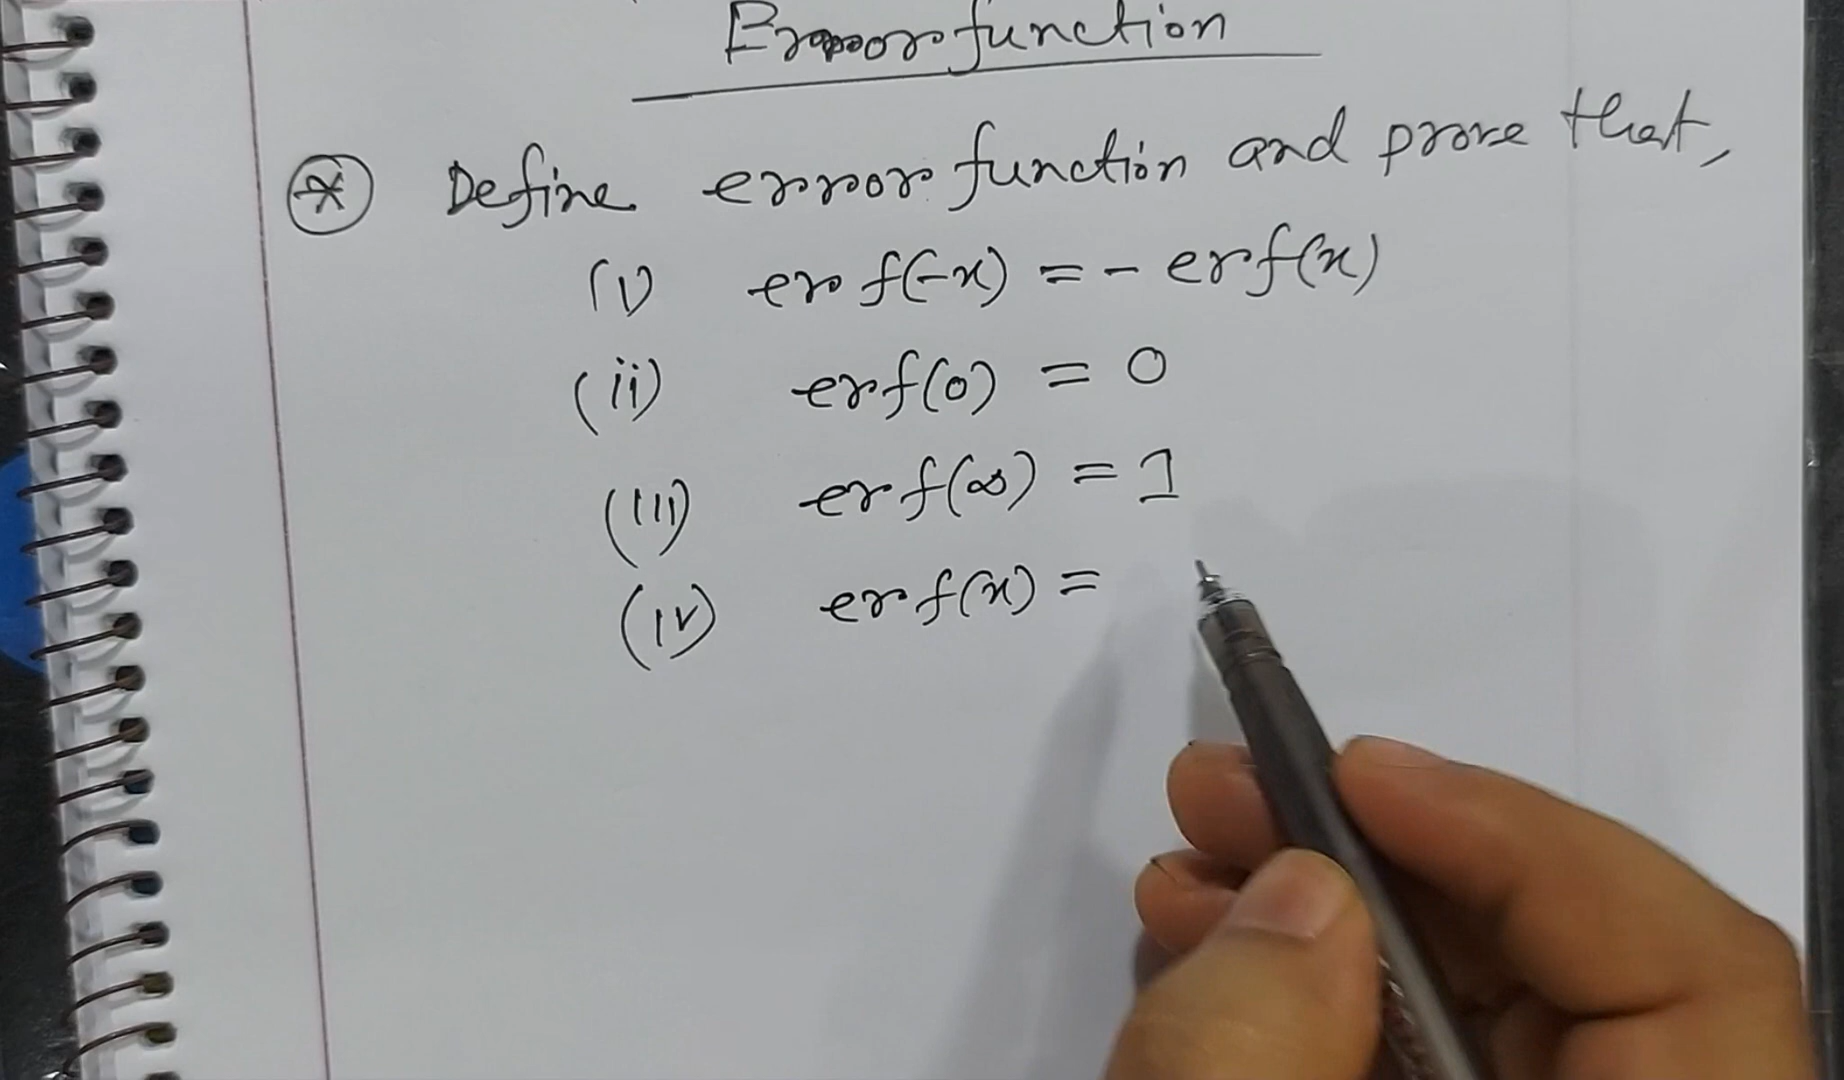 Error function
(*) Define error function and prove that,
(i) erf(-x) = - erf(x)
(ii) erf(0) = 0
(iii) erf(∞) = 1
(iv) erf(x) =